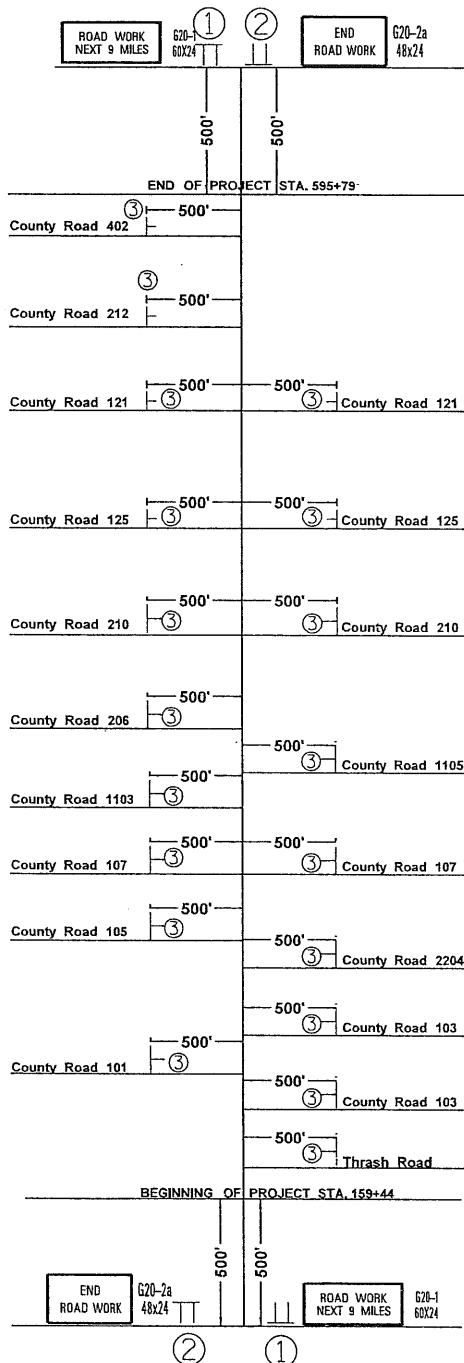 ROAD WORK
NEXT 9 MILES
G20-1
60X24
1
2
END
ROAD WORK
G20-2a
48x24
500'
500'
END OF PROJECT STA. 595+79
3
500'
County Road 402
3
500'
County Road 212
500'
500'
County Road 121
3
3
County Road 121
500'
500'
County Road 125
3
3
County Road 125
500'
500'
County Road 210
3
3
County Road 210
500'
3
County Road 206
500'
3
County Road 1105
500'
3
County Road 1103
500'
500'
County Road 107
3
3
County Road 107
500'
3
County Road 105
500'
3
County Road 2204
500'
3
County Road 103
500'
3
County Road 101
500'
3
County Road 103
500'
3
Thrash Road
BEGINNING OF PROJECT STA. 159+44
500'
500'
END
ROAD WORK
G20-2a
48x24
2
1
ROAD WORK
NEXT 9 MILES
G20-1
60X24